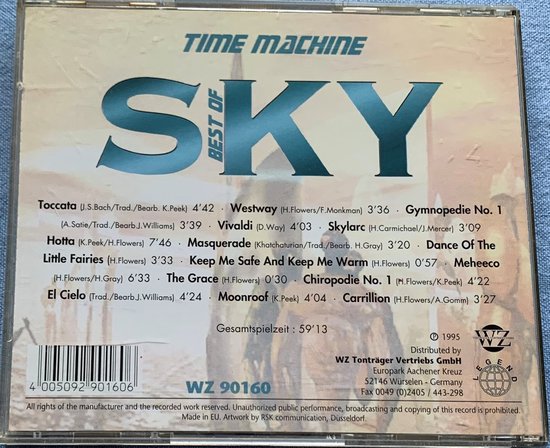 TIME MACHINE
BEST OF
SKY
Toccata (J.S.Bach/Trad./Bearb. K.Peek) 4'42 · Westway (H.Flowers/F.Monkman) 3'36 · Gymnopedie No. 1
(A.Satie/Trad./Bearb.J.Williams) 3'39 · Vivaldi (D.Way) 4'03 · Skylarc (H.Carmichael/J.Mercer) 3'09
Hotta (K.Peek/H.Flowers) 7'46 · Masquerade (Khatchaturian/Trad./Bearb. H.Gray) 3'20 · Dance Of The
Little Fairies (H.Flowers) 3'33 · Keep Me Safe And Keep Me Warm (H.Flowers) 0'57 · Meheeco
(H.Flowers/H.Gray) 6'33 · The Grace (H.Flowers) 0'30 · Chiropodie No. 1 (H.Flowers/K.Peek) 4'22
El Cielo (Trad./Bearb.J.Williams) 4'24 · Moonroof (K.Peek) 4'04 · Carrillion (H.Flowers/A.Gomm) 3'27
Gesamtspielzeit : 59'13
4 005092 901606
WZ 90160
℗ 1995
Distributed by
WZ Tonträger Vertriebs GmbH
Europark Aachener Kreuz
52146 Würselen - Germany
Fax 0049 (0)2405 / 443-298
WZ
LEGEND
All rights of the manufacturer and the recorded work reserved. Unauthorized public performance, broadcasting and copying of this record is prohibited.
Made in EU. Artwork by RSK.communication, Düsseldorf.